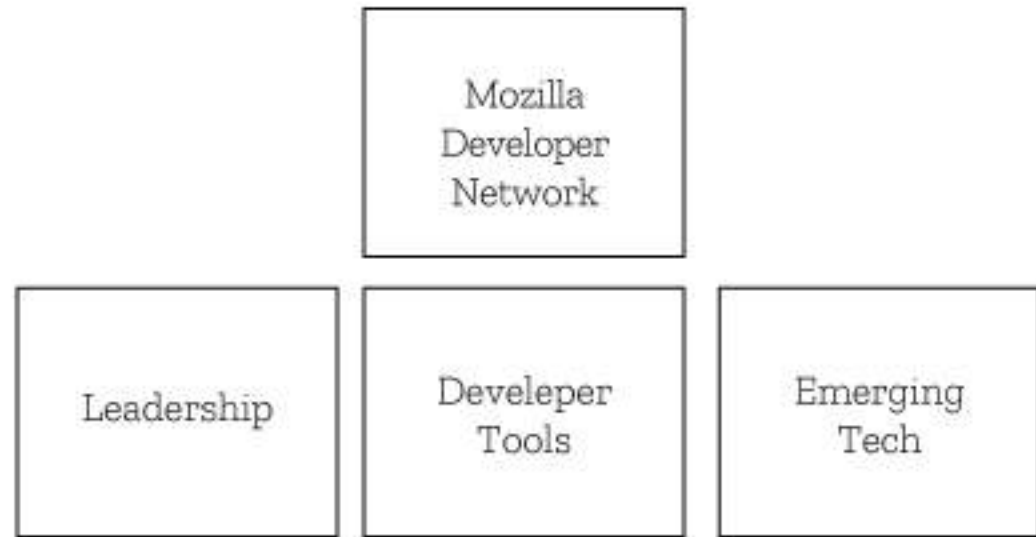 Mozilla
Developer
Network
Leadership
Develeper
Tools
Emerging
Tech